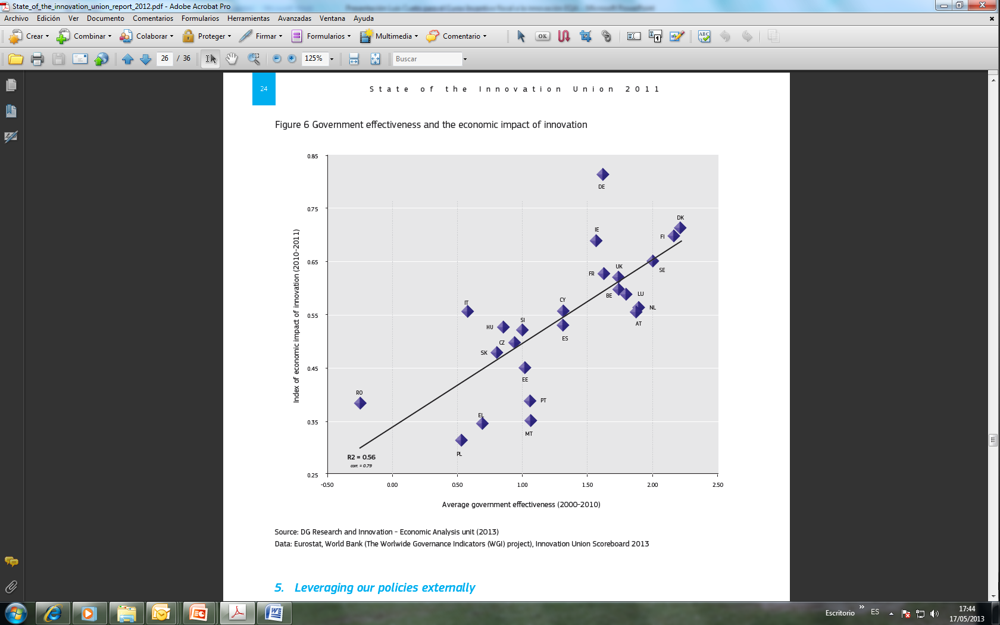 State_of_the_innovation_union_report_2012.pdf - Adobe Acrobat Pro
Archivo Edición Ver Documento Comentarios Formularios Herramientas Avanzadas Ventana Ayuda
Crear Combinar Colaborar Proteger Firmar Formularios Multimedia Comentario OK
26 / 36 125% Buscar
24
State of the Innovation Union 2011
Figure 6 Government effectiveness and the economic impact of innovation
0.85
DE
0.75
DK
IE
FI
0.65
UK
SE
FR
BE
LU
CY
IT
NL
0.55
SI
AT
HU
ES
CZ
SK
0.45
EE
RO
PT
EL
0.35
MT
PL
R2 = 0.56
corr. = 0.79
0.25
-0.50 0.00 0.50 1.00 1.50 2.00 2.50
Index of economic impact of innovation (2010-2011)
Average government effectiveness (2000-2010)
Source: DG Research and Innovation - Economic Analysis unit (2013)
Data: Eurostat, World Bank (The Worlwide Governance Indicators (WGI) project), Innovation Union Scoreboard 2013
5. Leveraging our policies externally
Escritorio » ES 17:44
17/05/2013